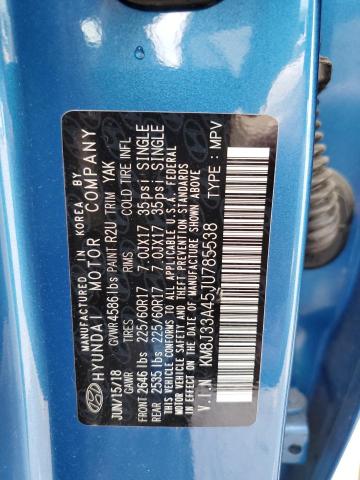 MANUFACTURED IN KOREA BY
HYUNDAI MOTOR COMPANY
JUN/15/18 GVWR 4586 lbs PAINT R2U TRIM YAK
GAWR TIRES RIMS COLD TIRE INFL
FRONT 2646 lbs 225/60R17 7.0JX17 35psi SINGLE
REAR 2535 lbs 225/60R17 7.0JX17 35psi SINGLE
THIS VEHICLE CONFORMS TO ALL APPLICABLE U.S.A. FEDERAL
MOTOR VEHICLE SAFETY, BUMPER AND THEFT PREVENTION
STANDARDS IN EFFECT ON THE DATE OF MANUFACTURE SHOWN ABOVE
V.I.N KM8J33A45JU785538 TYPE: MPV